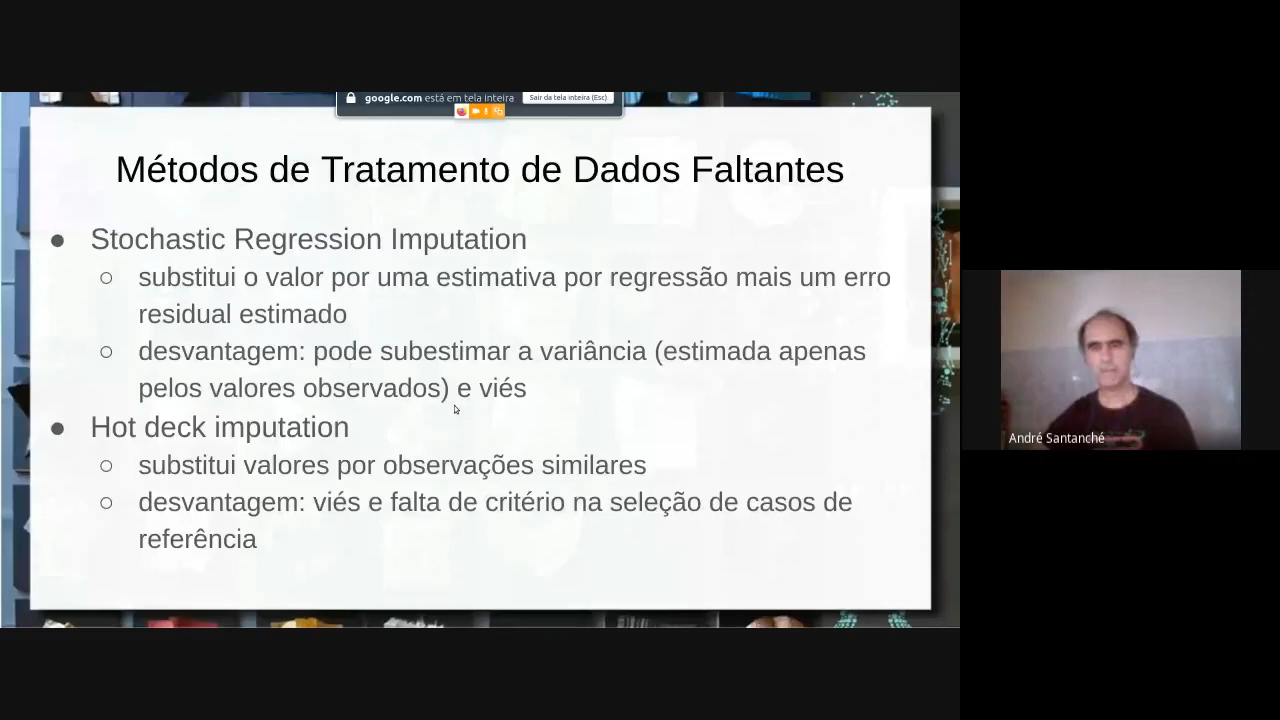 google.com está em tela inteira
Sair da tela inteira (Esc)
Métodos de Tratamento de Dados Faltantes
● Stochastic Regression Imputation
○ substitui o valor por uma estimativa por regressão mais um erro
residual estimado
○ desvantagem: pode subestimar a variância (estimada apenas
pelos valores observados) e viés
● Hot deck imputation
○ substitui valores por observações similares
○ desvantagem: viés e falta de critério na seleção de casos de
referência
André Santanchè